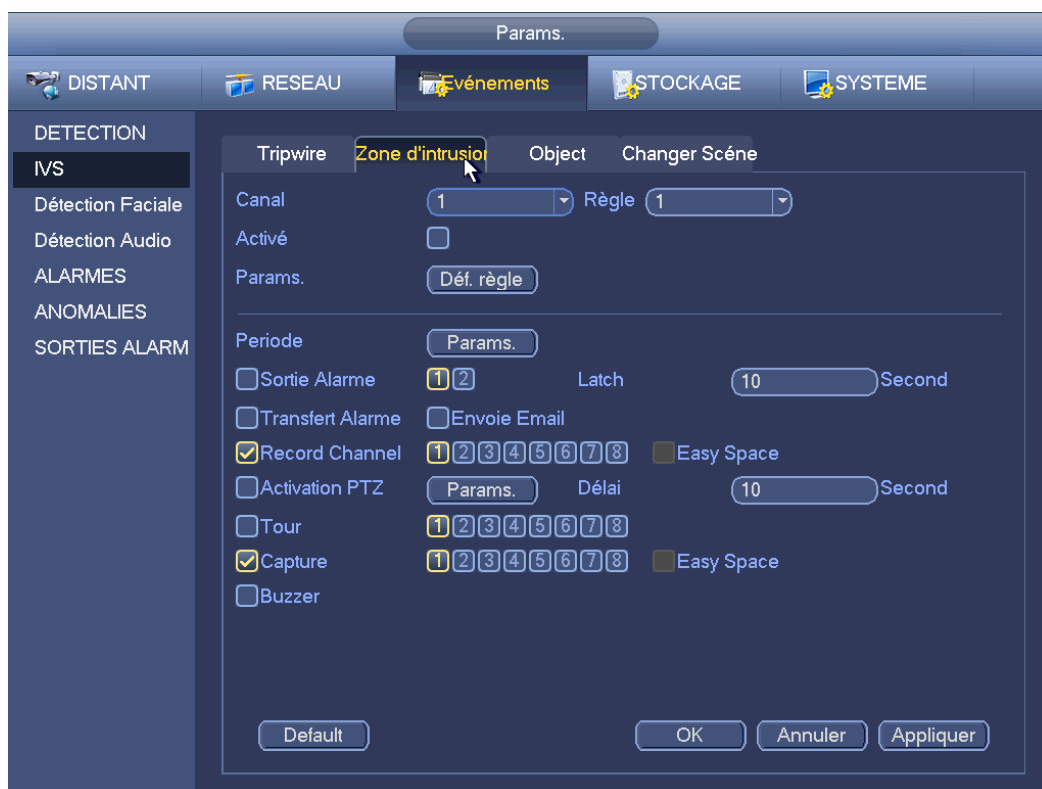 Params.
DISTANT RESEAU Evénements STOCKAGE SYSTEME
DETECTION
IVS
Détection Faciale
Détection Audio
ALARMES
ANOMALIES
SORTIES ALARM
Tripwire Zone d'intrusion Object Changer Scéne
Canal 1 Règle 1
Activé
Params. Déf. règle
Periode Params.
Sortie Alarme 1 2 Latch 10 Second
Transfert Alarme Envoie Email
Record Channel 1 2 3 4 5 6 7 8 Easy Space
Activation PTZ Params. Délai 10 Second
Tour 1 2 3 4 5 6 7 8
Capture 1 2 3 4 5 6 7 8 Easy Space
Buzzer
Default OK Annuler Appliquer